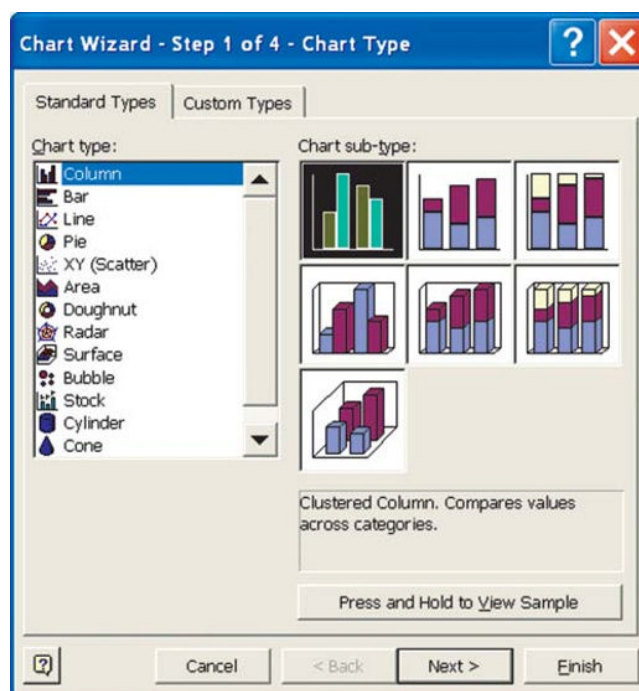 Chart Wizard - Step 1 of 4 - Chart Type
?
Standard Types
Custom Types
Chart type:
Column
Bar
Line
Pie
XY (Scatter)
Area
Doughnut
Radar
Surface
Bubble
Stock
Cylinder
Cone
Chart sub-type:
Clustered Column. Compares values
across categories.
Press and Hold to View Sample
?
Cancel
< Back
Next >
Finish